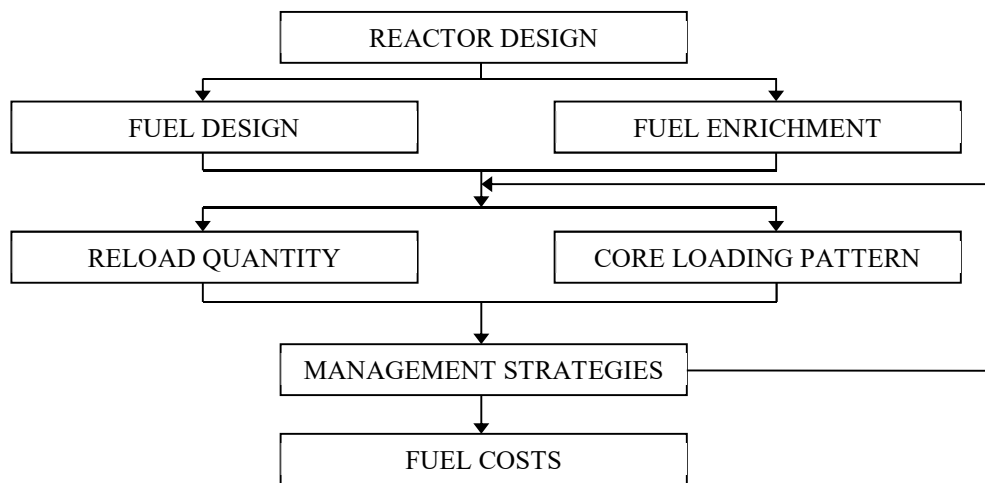 REACTOR DESIGN
FUEL DESIGN
FUEL ENRICHMENT
RELOAD QUANTITY
CORE LOADING PATTERN
MANAGEMENT STRATEGIES
FUEL COSTS